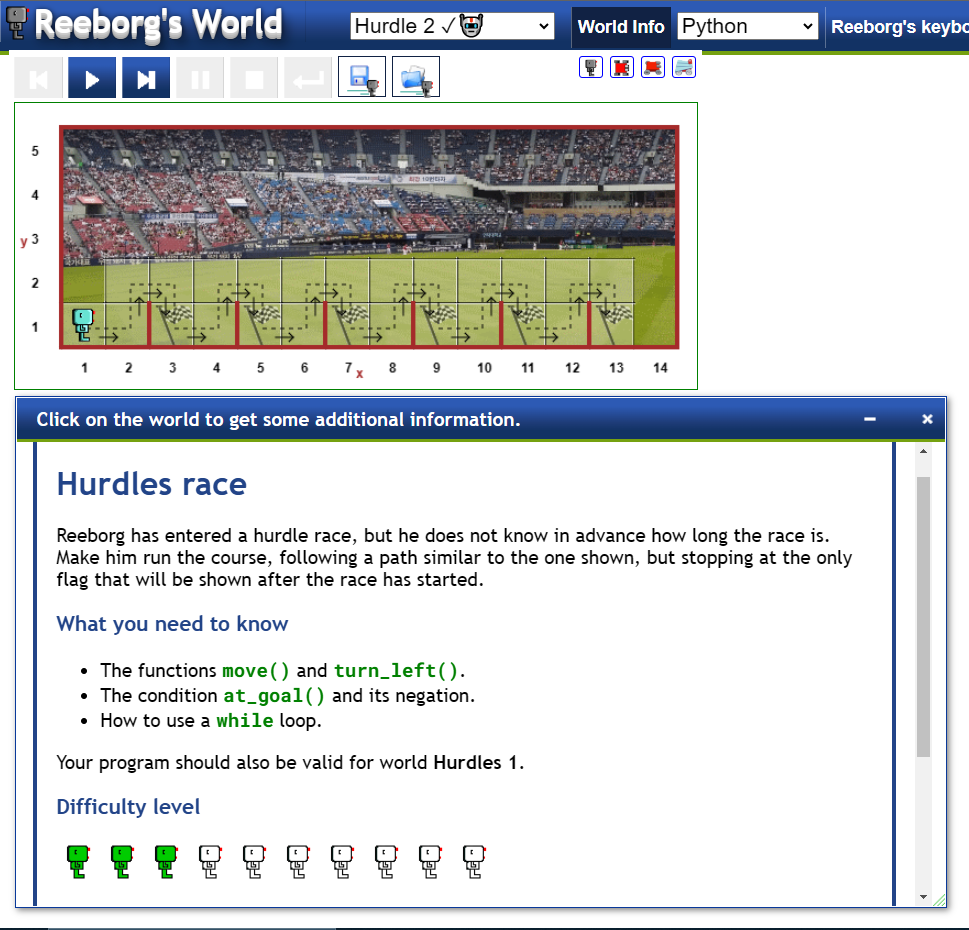 Reeborg's World
Hurdle 2 ✓
World Info
Python
Reeborg's keybo
5
4
y 3
2
1
1 2 3 4 5 6 7 x 8 9 10 11 12 13 14
Click on the world to get some additional information.
Hurdles race
Reeborg has entered a hurdle race, but he does not know in advance how long the race is.
Make him run the course, following a path similar to the one shown, but stopping at the only
flag that will be shown after the race has started.
What you need to know
• The functions move() and turn_left().
• The condition at_goal() and its negation.
• How to use a while loop.
Your program should also be valid for world Hurdles 1.
Difficulty level